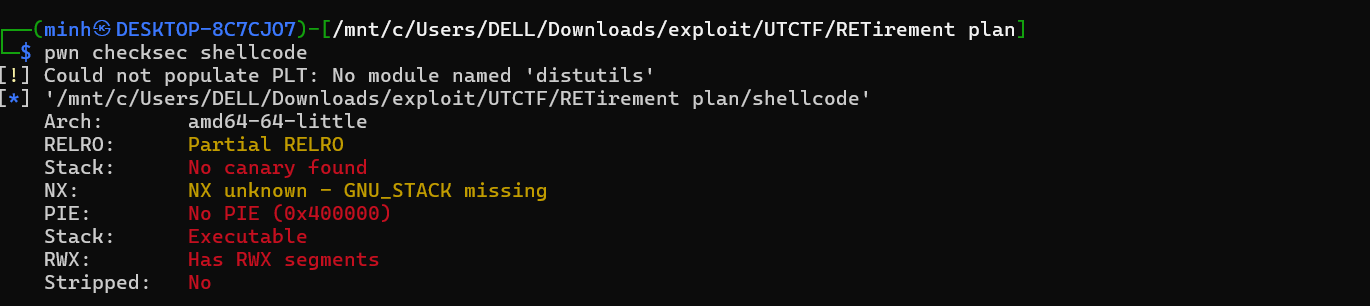 ┌──(minh㉿DESKTOP-8C7CJO7)-[/mnt/c/Users/DELL/Downloads/exploit/UTCTF/RETirement plan]
└─$ pwn checksec shellcode
[!] Could not populate PLT: No module named 'distutils'
[*] '/mnt/c/Users/DELL/Downloads/exploit/UTCTF/RETirement plan/shellcode'
    Arch:       amd64-64-little
    RELRO:      Partial RELRO
    Stack:      No canary found
    NX:         NX unknown - GNU_STACK missing
    PIE:        No PIE (0x400000)
    Stack:      Executable
    RWX:        Has RWX segments
    Stripped:   No